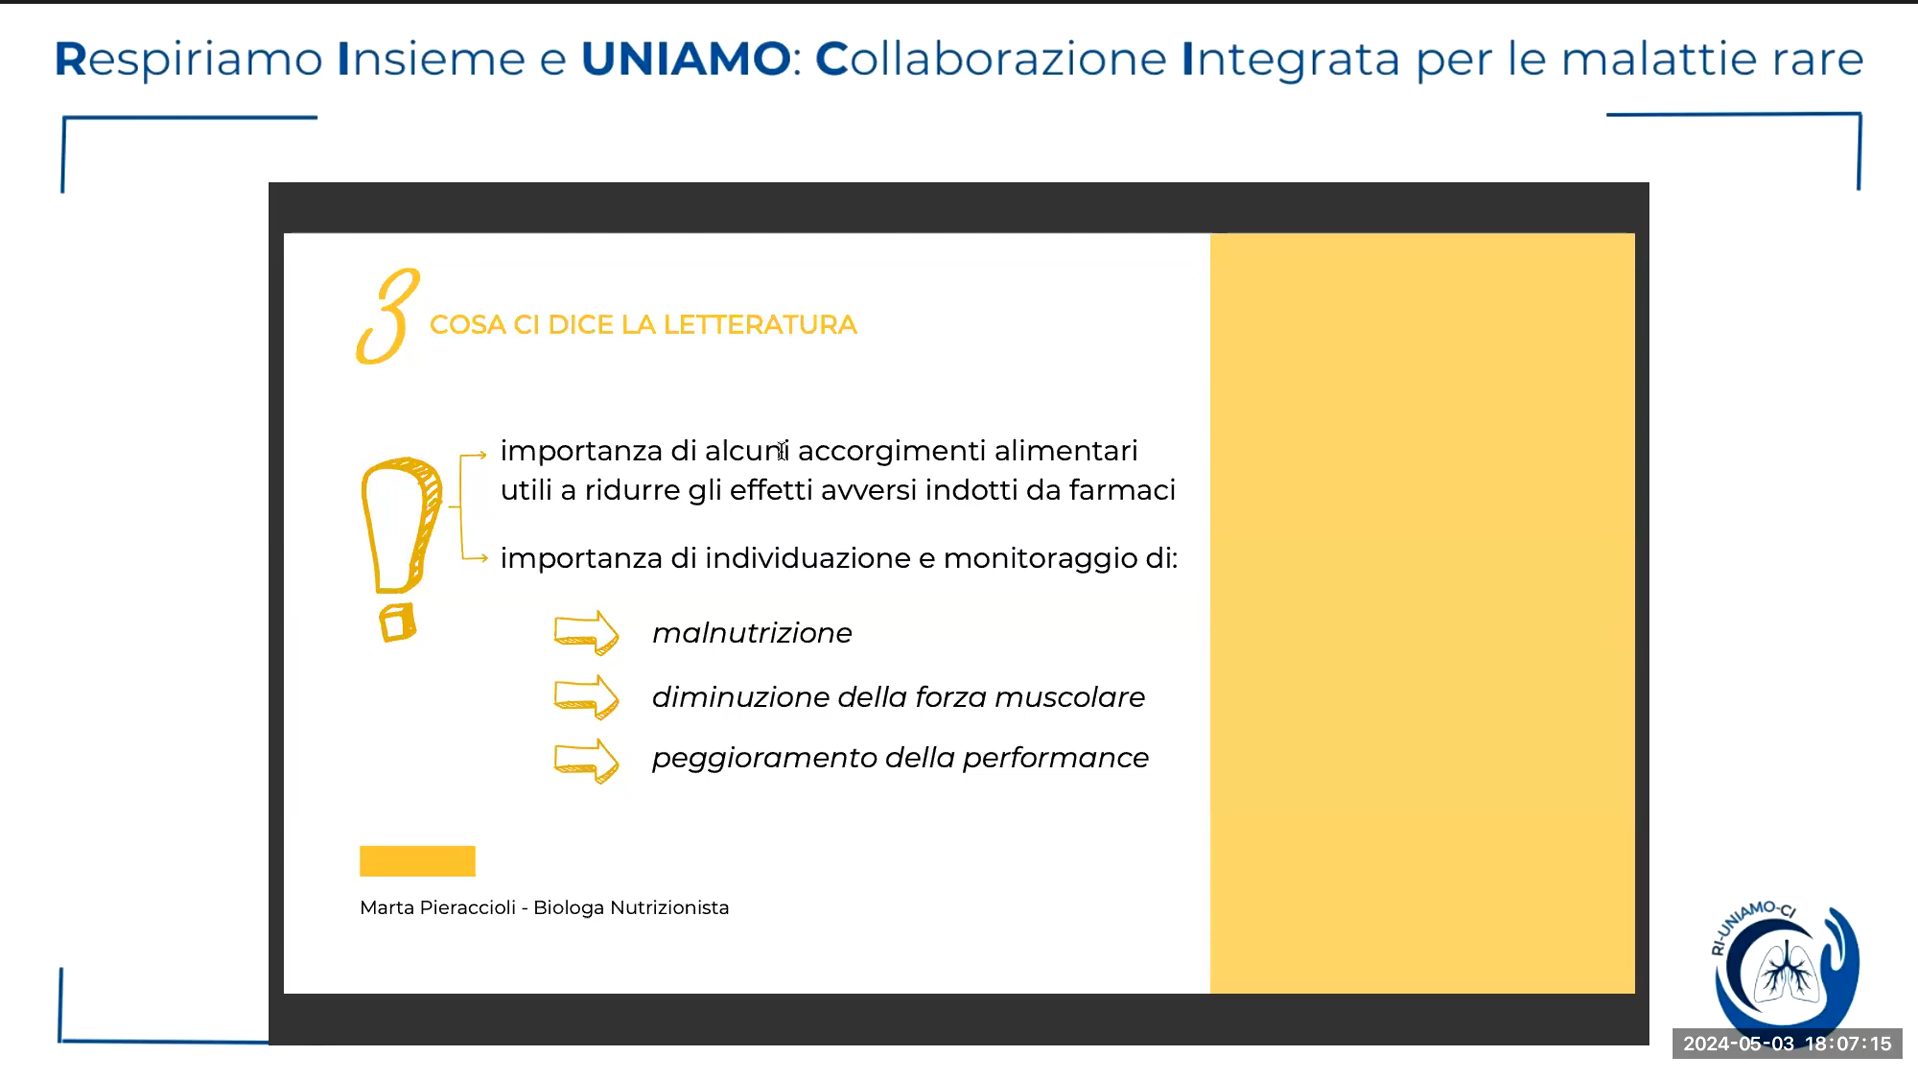 Respiriamo Insieme e UNIAMO: Collaborazione Integrata per le malattie rare
3 COSA CI DICE LA LETTERATURA
importanza di alcuni accorgimenti alimentari
utili a ridurre gli effetti avversi indotti da farmaci
importanza di individuazione e monitoraggio di:
malnutrizione
diminuzione della forza muscolare
peggioramento della performance
Marta Pieraccioli - Biologa Nutrizionista
RI-UNIAMO-CI
2024-05-03 18:07:15